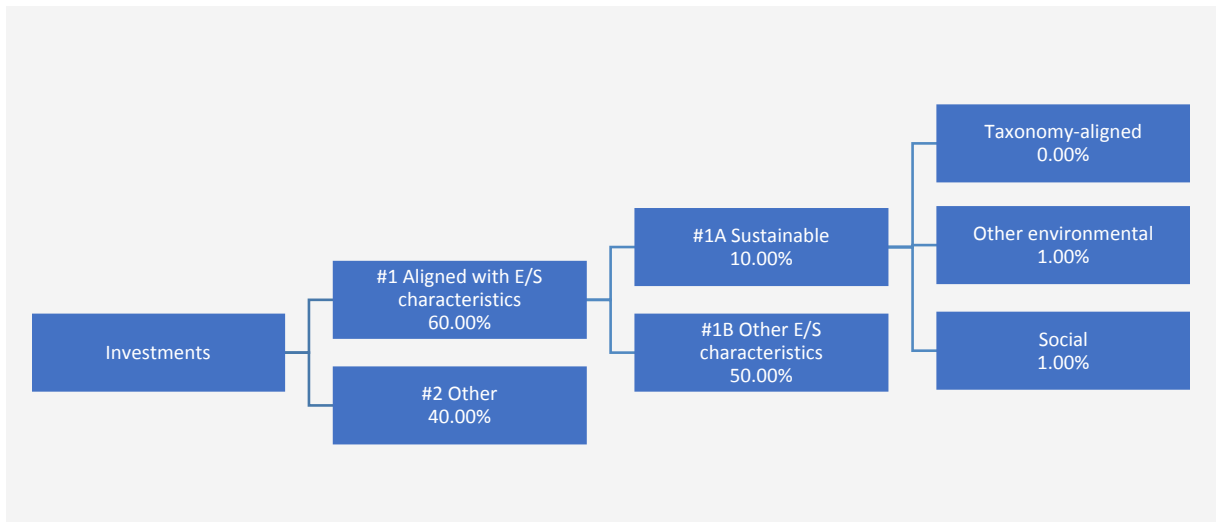 Investments
#1 Aligned with E/S
characteristics
60.00%
#2 Other
40.00%
#1A Sustainable
10.00%
#1B Other E/S
characteristics
50.00%
Taxonomy-aligned
0.00%
Other environmental
1.00%
Social
1.00%